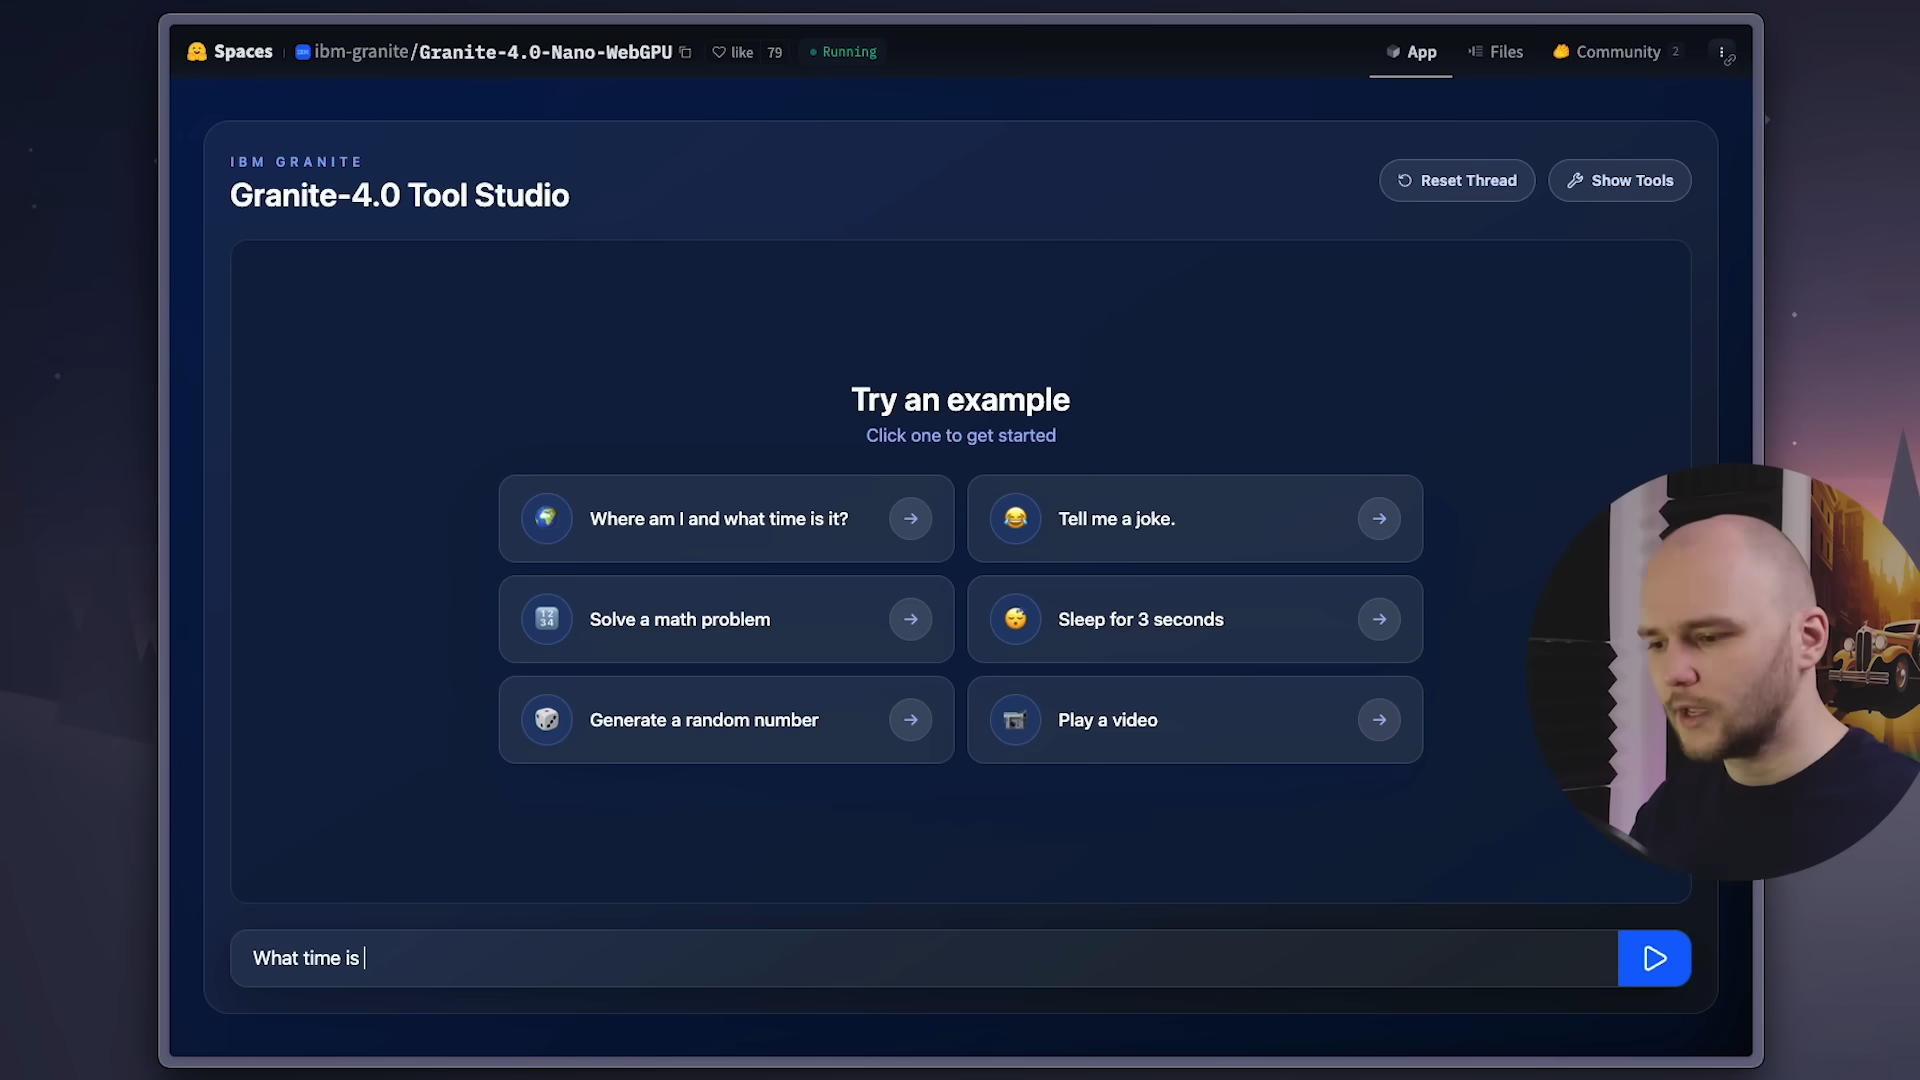 Spaces
ibm-granite/Granite-4.0-Nano-WebGPU
like 79
Running
App
Files
Community 2
IBM GRANITE
Granite-4.0 Tool Studio
Reset Thread
Show Tools
Try an example
Click one to get started
Where am I and what time is it?
Tell me a joke.
Solve a math problem
Sleep for 3 seconds
Generate a random number
Play a video
What time is